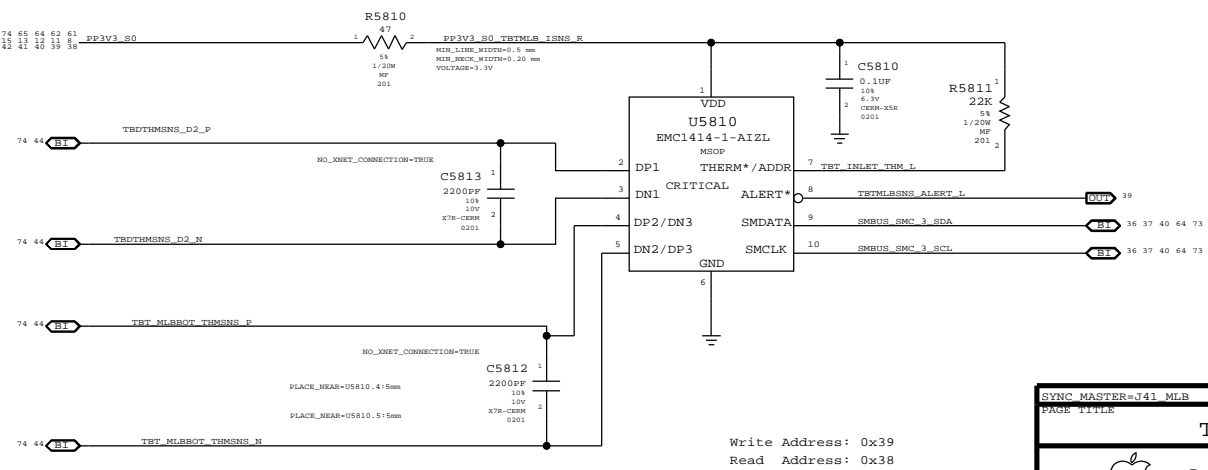 R5810
47
74 65 64 62 61
15 13 12 11 8
42 41 40 39 38
PP3V3_S0
1
2
PP3V3_S0_TBTMLB_ISNS_R
MIN_LINE_WIDTH=0.5 mm
MIN_NECK_WIDTH=0.20 mm
VOLTAGE=3.3V
5%
1/20W
MF
201
1
C5810
0.1UF
10%
6.3V
CERM-X5R
0201
2
R5811
1
22K
5%
1/20W
MF
201
2
1
VDD
U5810
EMC1414-1-AIZL
MSOP
CRITICAL
74 44 BI
TBDTHMSNS_D2_P
NO_XNET_CONNECTION=TRUE
C5813
1
2200PF
10%
10V
X7R-CERM
2
0201
2 DP1
THERM*/ADDR 7 TBT_INLET_THM_L
3 DN1
ALERT* 8 TBTMLBSNS_ALERT_L OUT 39
4 DP2/DN3
SMDATA 9 SMBUS_SMC_3_SDA BI 36 37 40 64 73
74 44 BI
TBDTHMSNS_D2_N
5 DN2/DP3
SMCLK 10 SMBUS_SMC_3_SCL BI 36 37 40 64 73
GND
6
74 44 BI
TBT_MLBBOT_THMSNS_P
NO_XNET_CONNECTION=TRUE
C5812
1
2200PF
10%
10V
X7R-CERM
2
0201
PLACE_NEAR=U5810.4:5mm
PLACE_NEAR=U5810.5:5mm
74 44 BI
TBT_MLBBOT_THMSNS_N
Write Address: 0x39
Read Address: 0x38
SYNC_MASTER=J41_MLB
PAGE TITLE
T